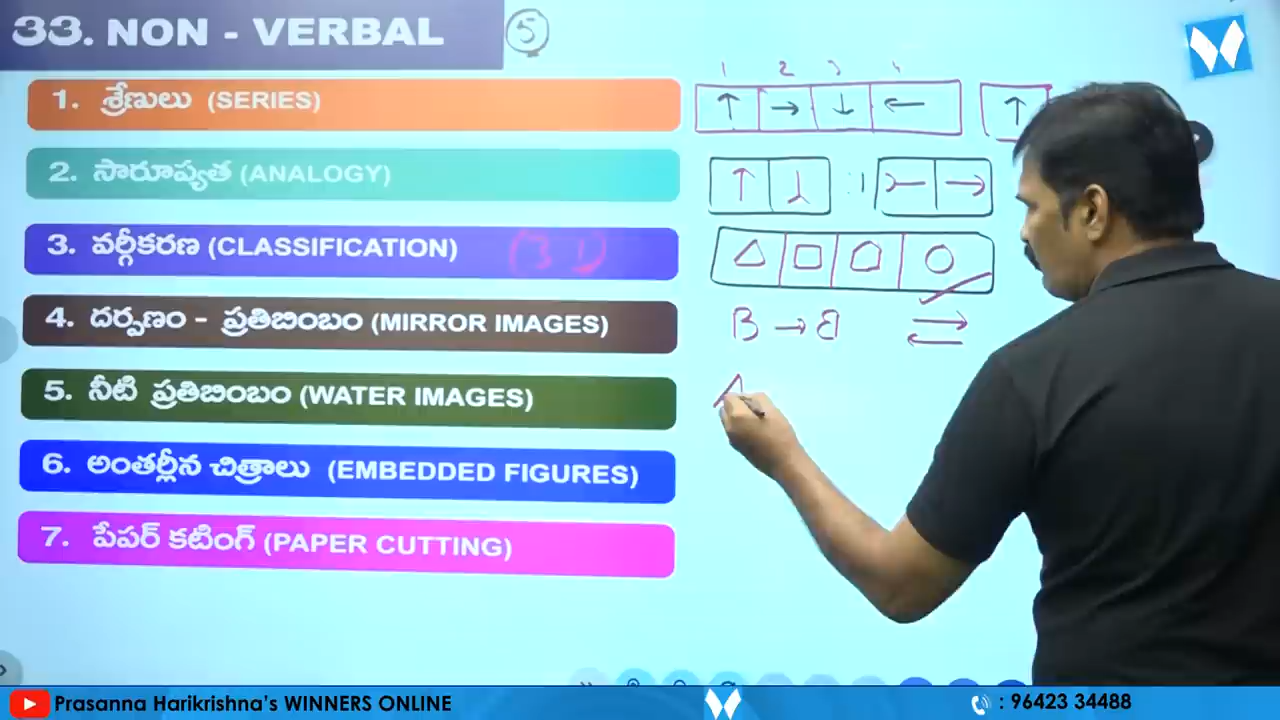 33. NON - VERBAL 5
1. శ్రేణులు (SERIES)
1 2 3
2. సారూప్యత (ANALOGY)
3. వర్గీకరణ (CLASSIFICATION) (3 1)
4. దర్పణం - ప్రతిబింబం (MIRROR IMAGES)
B → B
5. నీటి ప్రతిబింబం (WATER IMAGES)
6. అంతర్లీన చిత్రాలు (EMBEDDED FIGURES)
7. పేపర్ కటింగ్ (PAPER CUTTING)
Prasanna Harikrishna's WINNERS ONLINE
: 96423 34488